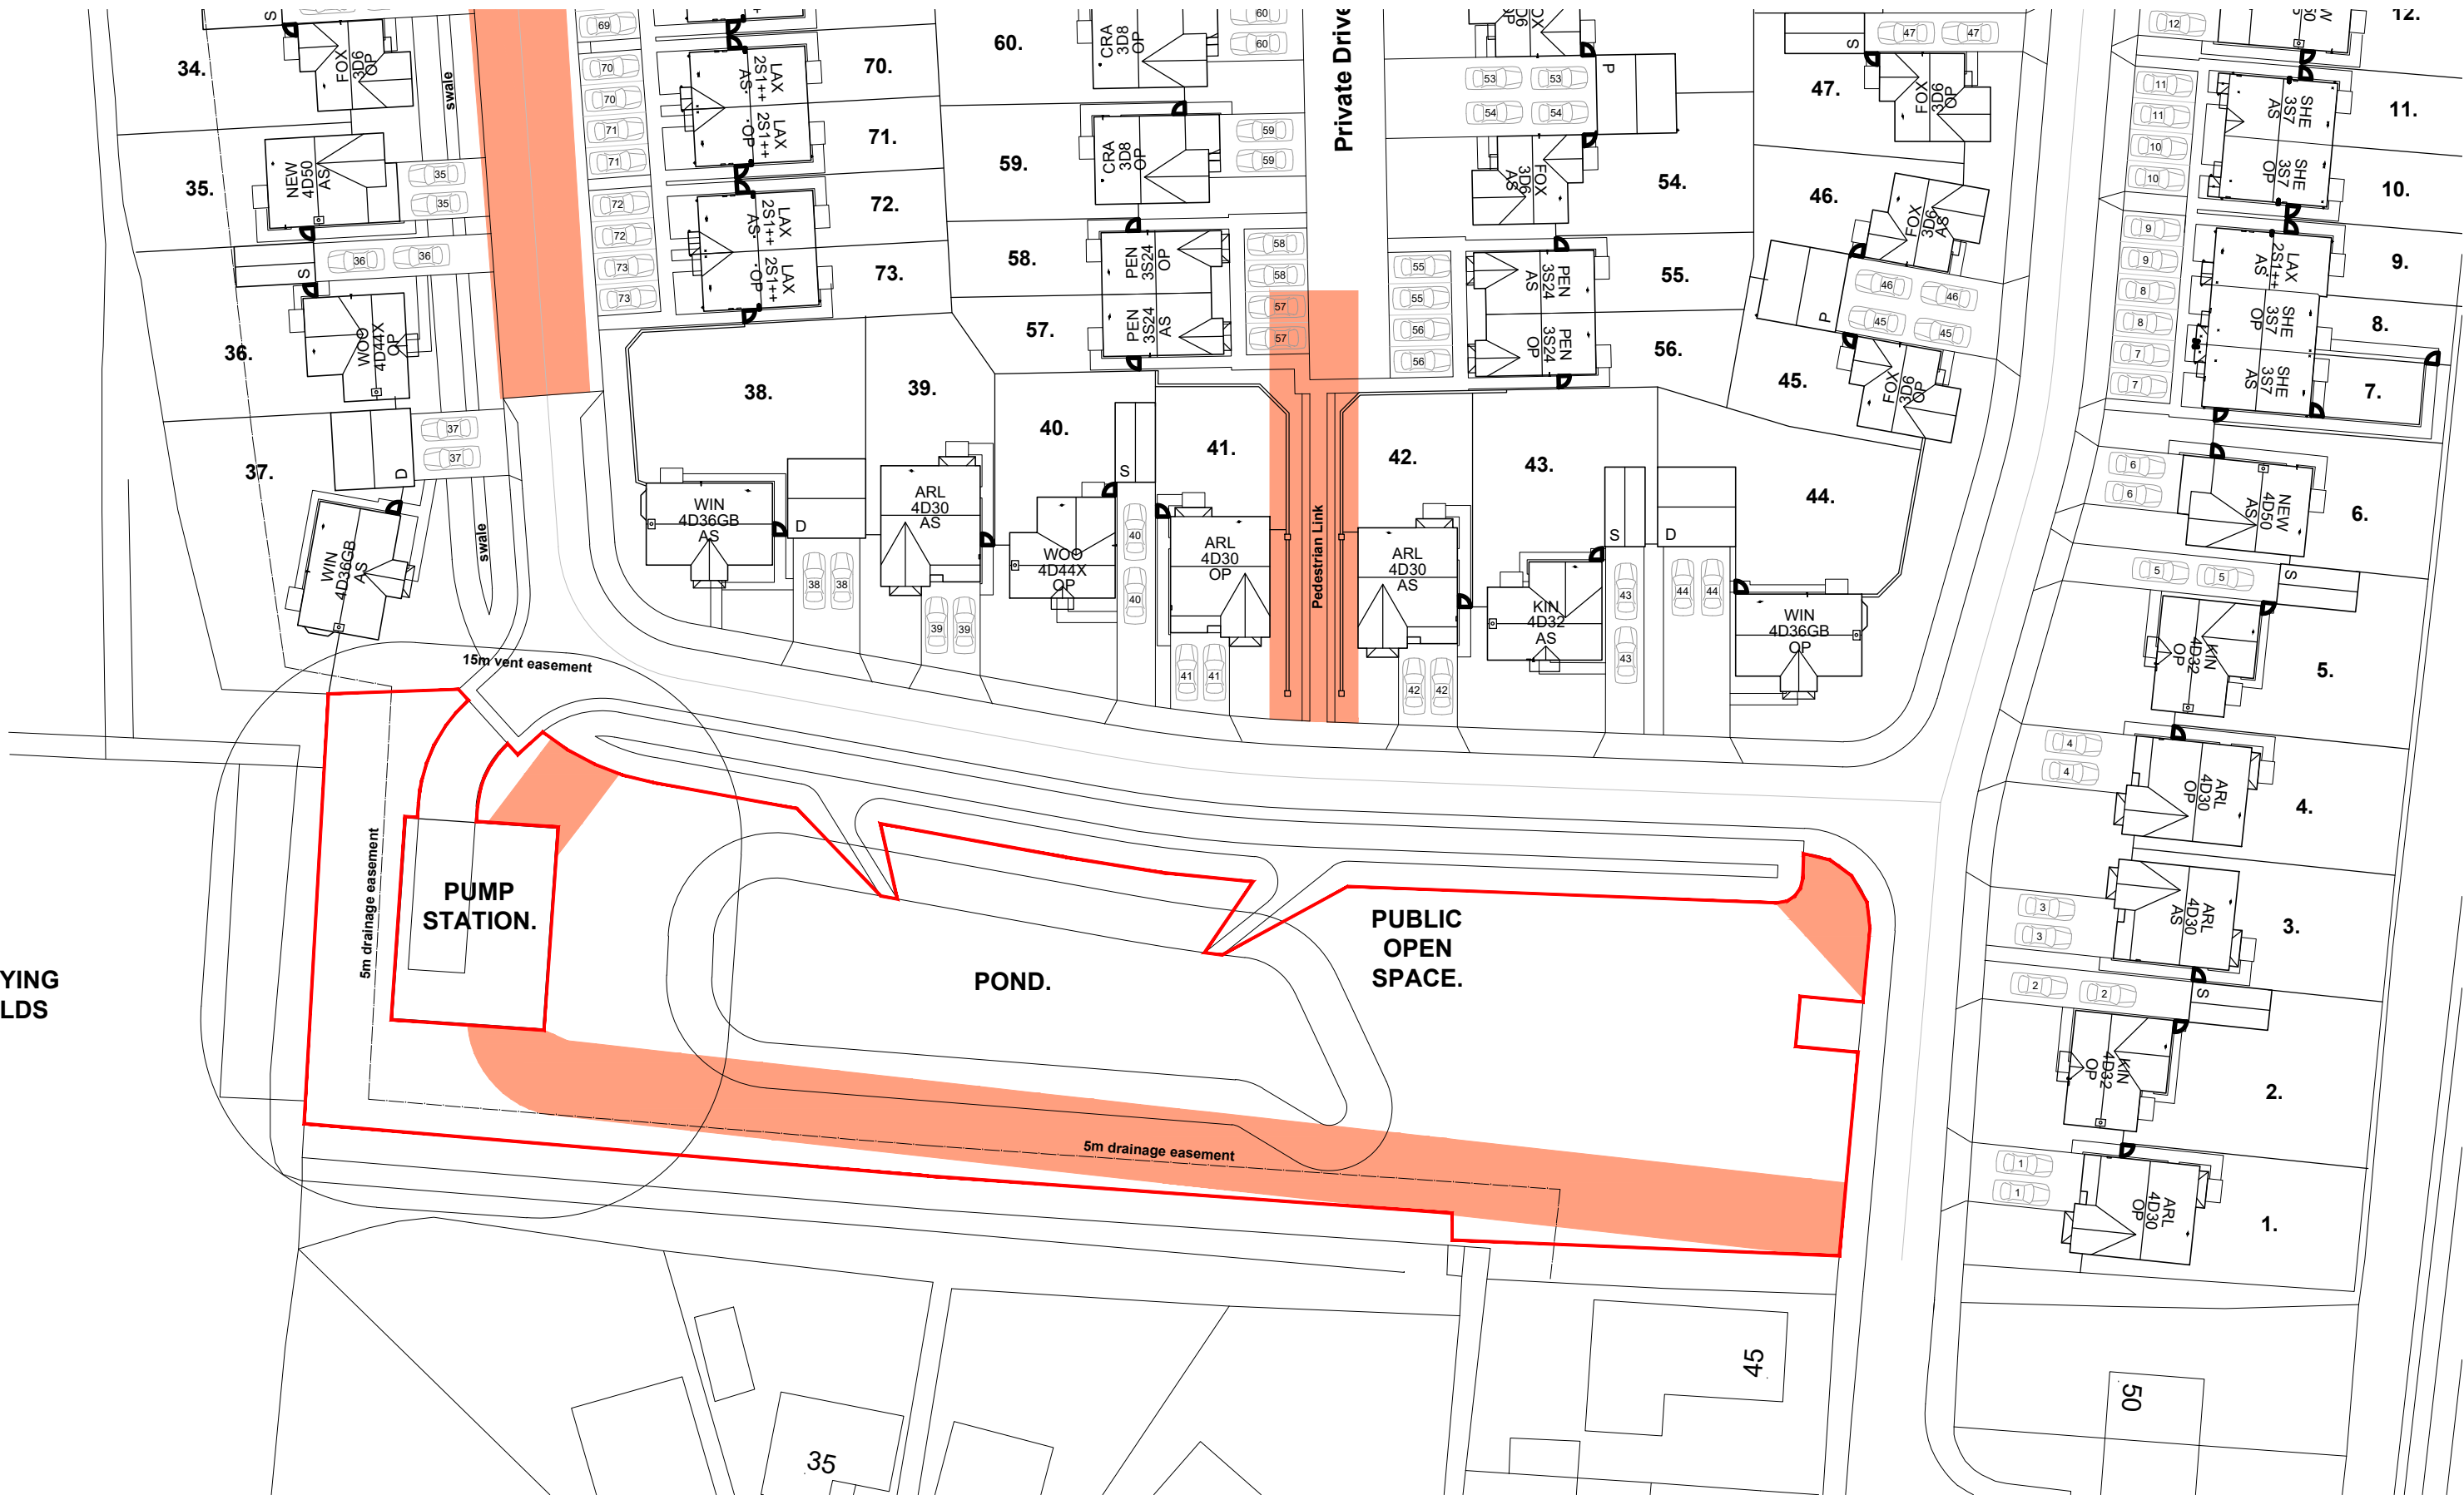 S
34.
FOX
3D6
OP
swale
69
70
70
71
71
LAX
2S1++
AS.
LAX
2S1++
OP
70.
71.
60.
CRA
3D8
OP
60
60
Private Drive
53
53
54
54
P
S
47
47
47.
FOX
3D6
OP
12
12.
11
11
10
10
SHE
3S7
AS
SHE
3S7
OP
11.
10.
35.
NEW
4D50
AS
35
35
S
36
36
72
72
73
73
LAX
2S1++
AS.
LAX
2S1++
OP
72.
73.
59.
CRA
3D8
OP
59
59
FOX
3D6
AS
54.
46.
FOX
3D6
AS
9
9
8
8
7
7
LAX
2S1++
AS
SHE
3S7
OP
SHE
3S7
AS
9.
8.
7.
36.
WOO
4D44X
OP
58.
PEN
3S24
OP
57.
PEN
3S24
AS
58
58
57
57
55
55
56
56
PEN
3S24
AS
PEN
3S24
OP
55.
56.
P
46
46
45
45
45.
FOX
3D6
OP
37.
37
37
D
WIN
4D36GB
AS
swale
38.
39.
40.
41.
42.
43.
44.
WIN
4D36GB
AS
D
38
38
ARL
4D30
AS
39
39
WOO
4D44X
OP
S
40
40
ARL
4D30
OP
41
41
Pedestrian Link
ARL
4D30
AS
42
42
KIN
4D32
AS
S
43
43
D
44
44
WIN
4D36GB
OP
6
6
NEW
4D50
AS
6.
5
5
S
KIN
4D32
OP
5.
15m vent easement
4
4
ARL
4D30
OP
4.
3
3
ARL
4D30
AS
3.
5m drainage easement
PUMP
STATION.
POND.
PUBLIC
OPEN
SPACE.
YING
LDS
2
2
S
KIN
4D32
OP
2.
5m drainage easement
1
1
ARL
4D30
OP
1.
35
45
50